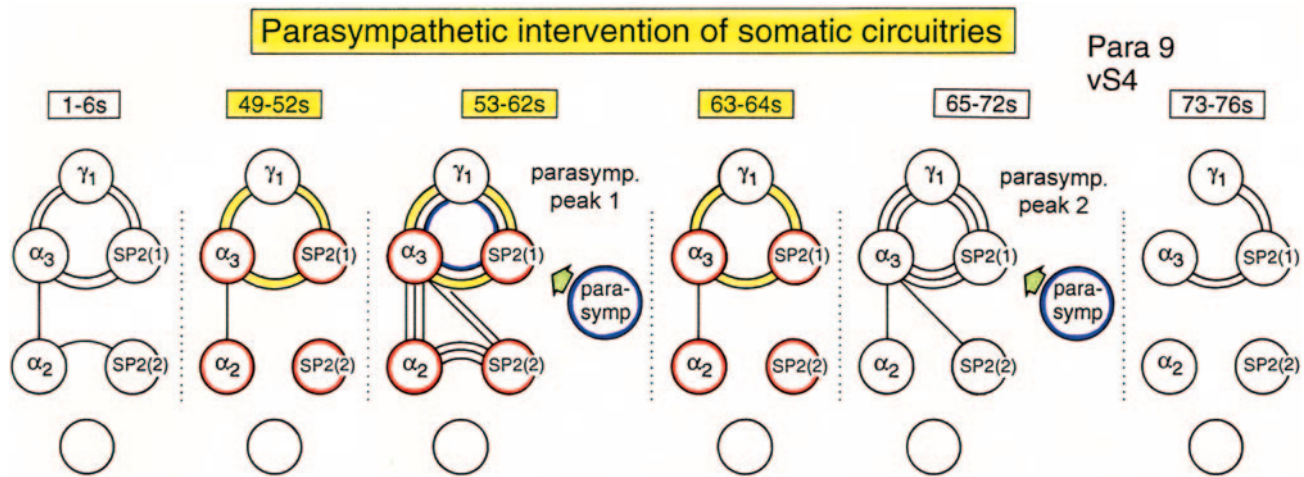 Parasympathetic intervention of somatic circuitries
Para 9
vS4
1-6s
49-52s
53-62s
63-64s
65-72s
73-76s
γ1
α3
SP2(1)
α2
SP2(2)
γ1
α3
SP2(1)
α2
SP2(2)
γ1
α3
SP2(1)
α2
SP2(2)
parasymp.
peak 1
para-
symp
γ1
α3
SP2(1)
α2
SP2(2)
γ1
α3
SP2(1)
α2
SP2(2)
parasymp.
peak 2
para-
symp
γ1
α3
SP2(1)
α2
SP2(2)